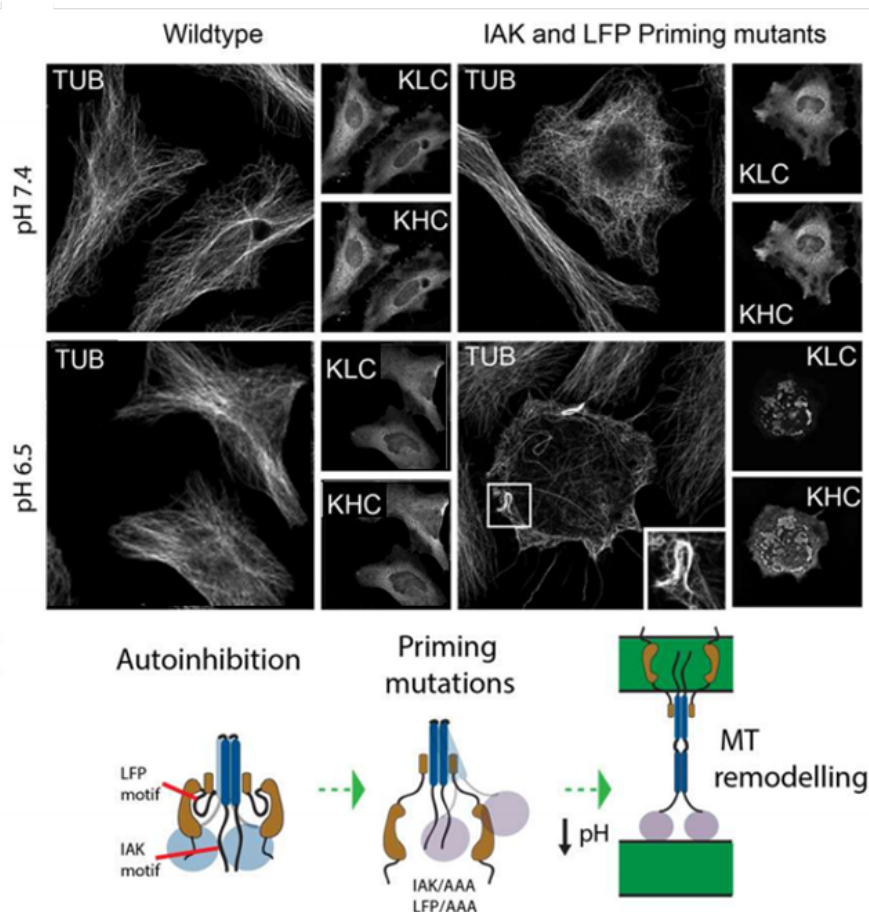 Wildtype
IAK and LFP Priming mutants
pH 7.4
TUB
KLC
KHC
TUB
KLC
KHC
pH 6.5
TUB
KLC
KHC
TUB
KLC
KHC
Autoinhibition
LFP
motif
IAK
motif
Priming
mutations
IAK/AAA
LFP/AAA
pH
MT
remodelling